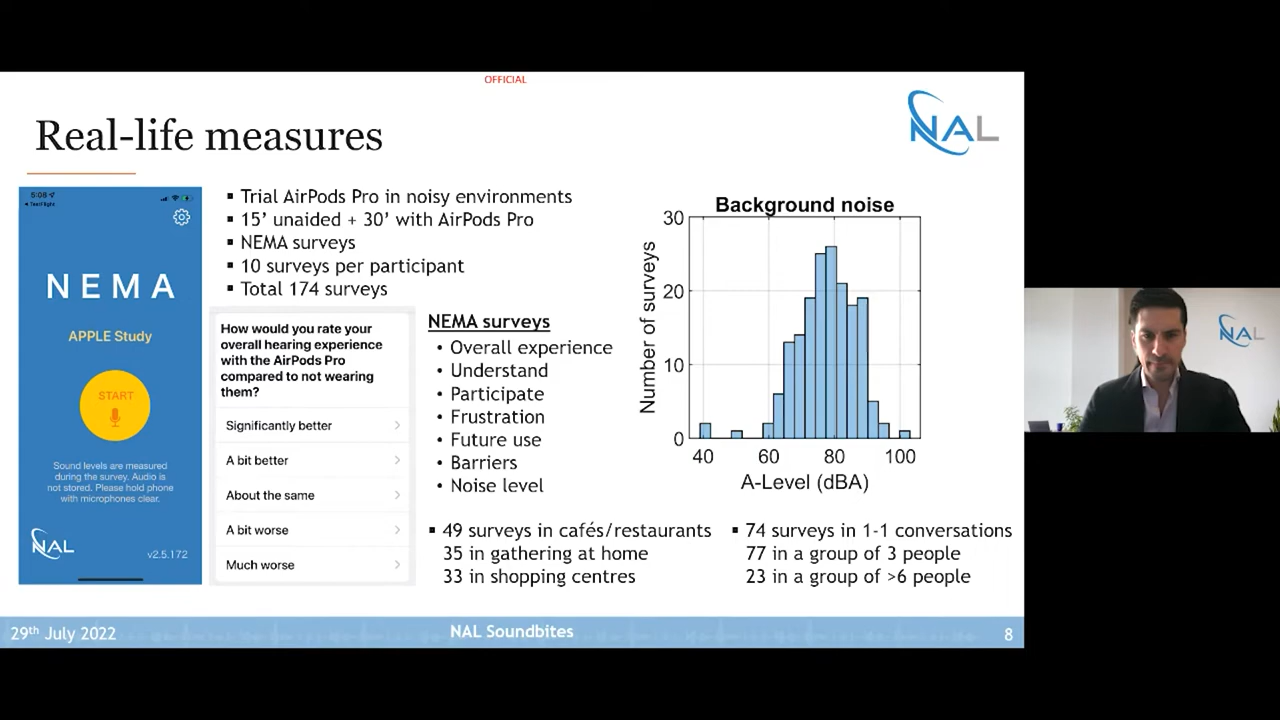 OFFICIAL
Real-life measures
NAL
5:08
TestFlight
NEMA
APPLE Study
START
Sound levels are measured
during the survey. Audio is
not stored. Please hold phone
with microphones clear.
NAL
v2.5.172
▪ Trial AirPods Pro in noisy environments
▪ 15’ unaided + 30’ with AirPods Pro
▪ NEMA surveys
▪ 10 surveys per participant
▪ Total 174 surveys
How would you rate your
overall hearing experience
with the AirPods Pro
compared to not wearing
them?
Significantly better
A bit better
About the same
A bit worse
Much worse
NEMA surveys
• Overall experience
• Understand
• Participate
• Frustration
• Future use
• Barriers
• Noise level
Background noise
Number of surveys
30
20
10
0
40 60 80 100
A-Level (dBA)
▪ 49 surveys in cafés/restaurants
35 in gathering at home
33 in shopping centres
▪ 74 surveys in 1-1 conversations
77 in a group of 3 people
23 in a group of >6 people
29th July 2022
NAL Soundbites
8
NAL